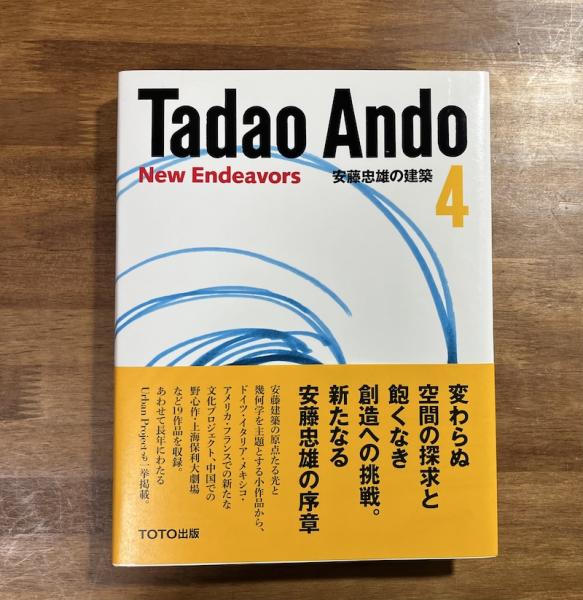 Tadao Ando
New Endeavors
安藤忠雄の建築
4
変わらぬ
空間の探求と
飽くなき
創造への挑戦。
新たなる
安藤忠雄の序章
安藤建築の原点たる光と
幾何学を主題とする小作品から、
ドイツ・イタリア・メキシコ・
アメリカ・フランスでの新たな
文化プロジェクト、中国での
野心作・上海保利大劇場
など19作品を収録。
あわせて長年にわたる
Urban Projectも一挙掲載。
TOTO出版